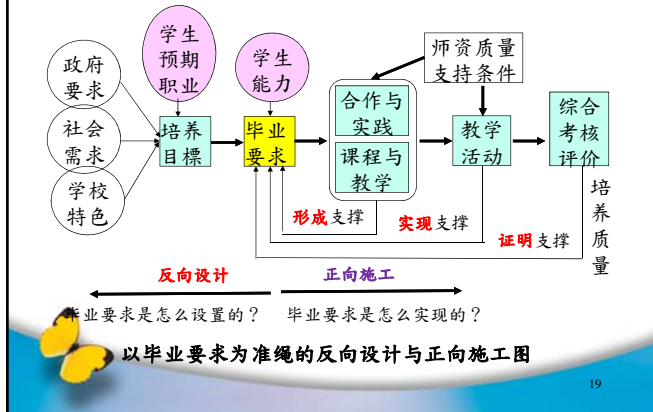 政府
要求
社会
需求
学校
特色
学生
预期
职业
培养
目標
学生
能力
毕业
要求
合作与
实践
课程与
教学
师资质量
支持条件
教学
活动
综合
考核
评价
培
养
质
量
形成支撑
实现支撑
证明支撑
反向设计
正向施工
毕业要求是怎么设置的？
毕业要求是怎么实现的？
以毕业要求为准绳的反向设计与正向施工图
19